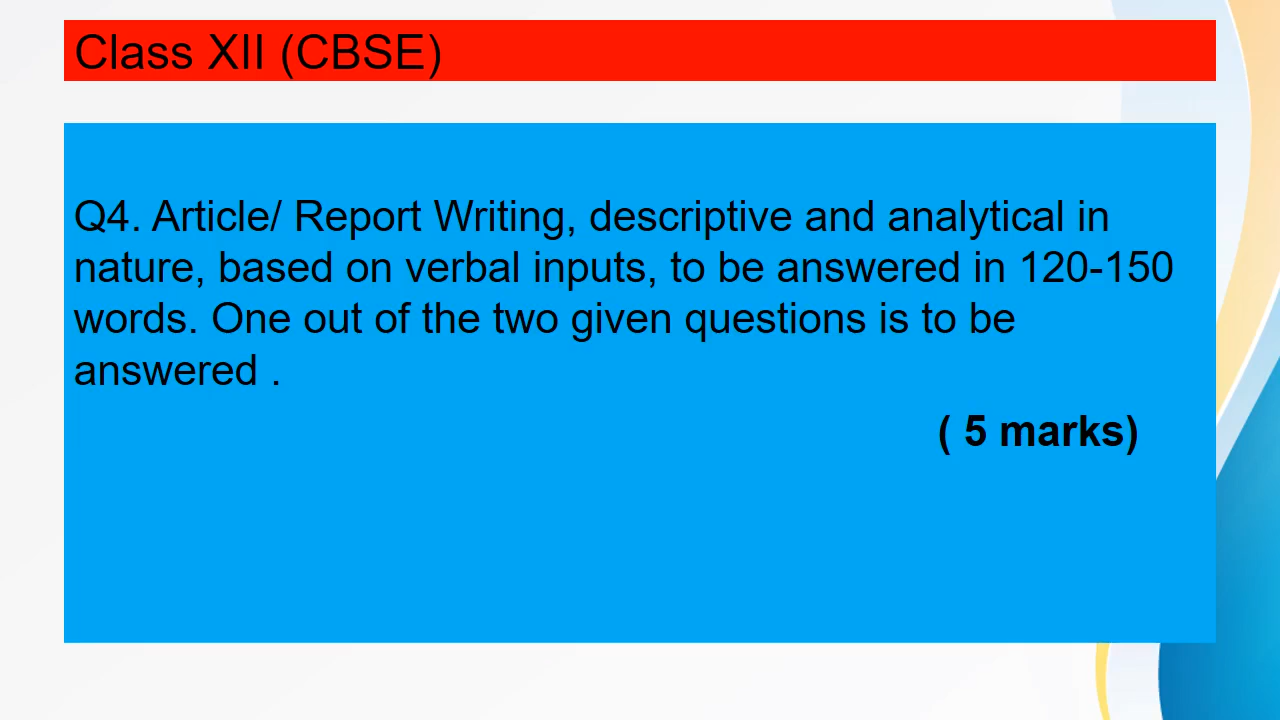 Class XII (CBSE)
Q4. Article/ Report Writing, descriptive and analytical in
nature, based on verbal inputs, to be answered in 120-150
words. One out of the two given questions is to be
answered .
( 5 marks)